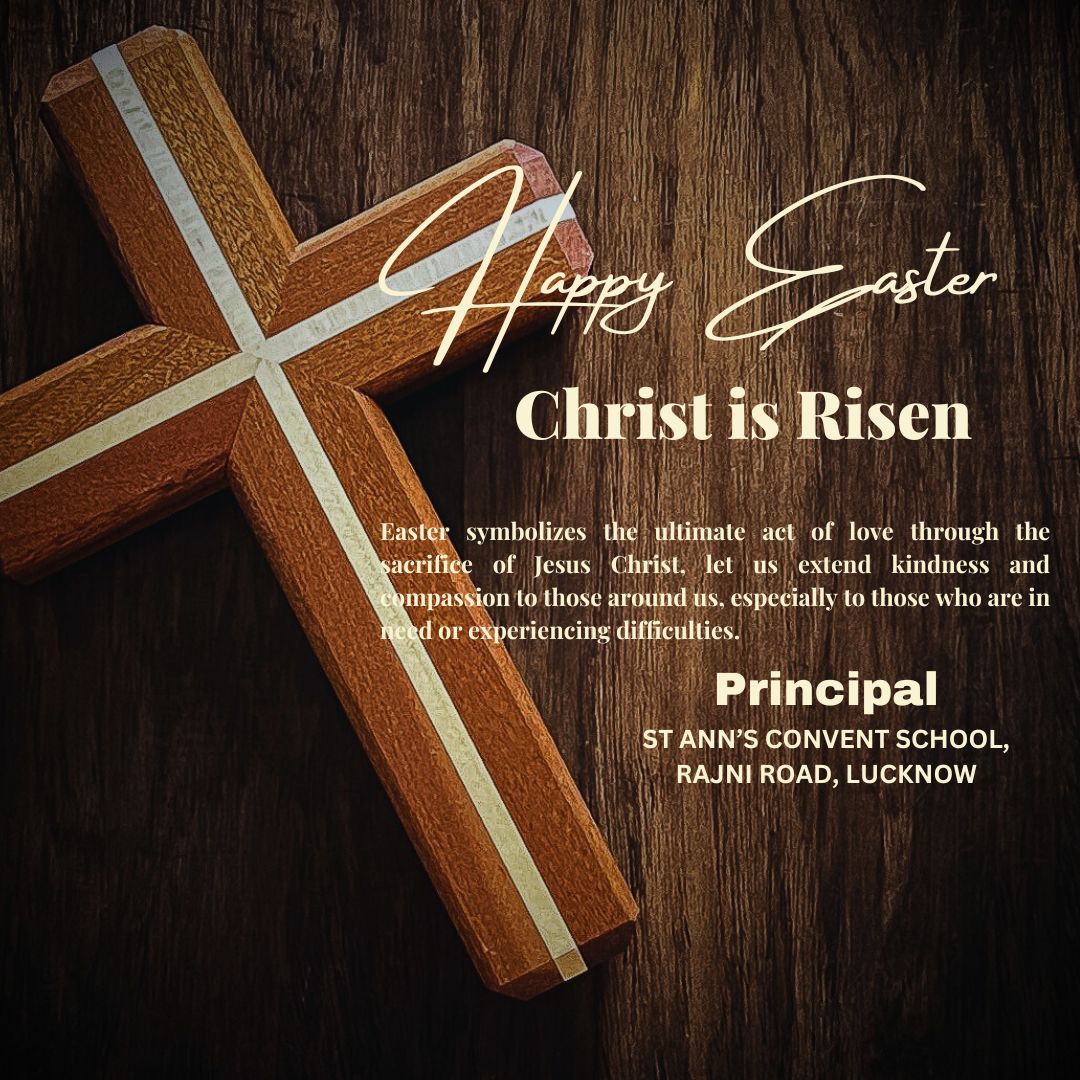 Happy Easter
Christ is Risen
Easter symbolizes the ultimate act of love through the
sacrifice of Jesus Christ, let us extend kindness and
compassion to those around us, especially to those who are in
need or experiencing difficulties.
Principal
ST ANN’S CONVENT SCHOOL,
RAJNI ROAD, LUCKNOW